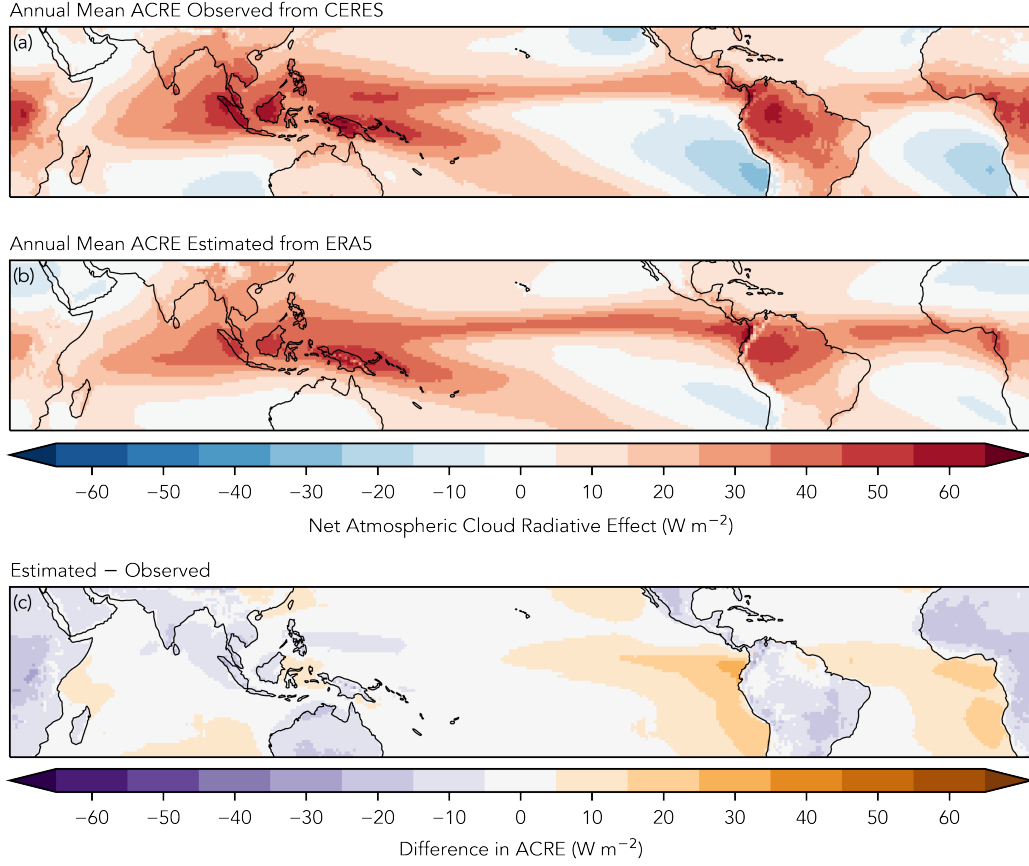 Annual Mean ACRE Observed from CERES
(a)
Annual Mean ACRE Estimated from ERA5
(b)
−60 −50 −40 −30 −20 −10 0 10 20 30 40 50 60
Net Atmospheric Cloud Radiative Effect (W m⁻²)
Estimated − Observed
(c)
−60 −50 −40 −30 −20 −10 0 10 20 30 40 50 60
Difference in ACRE (W m⁻²)